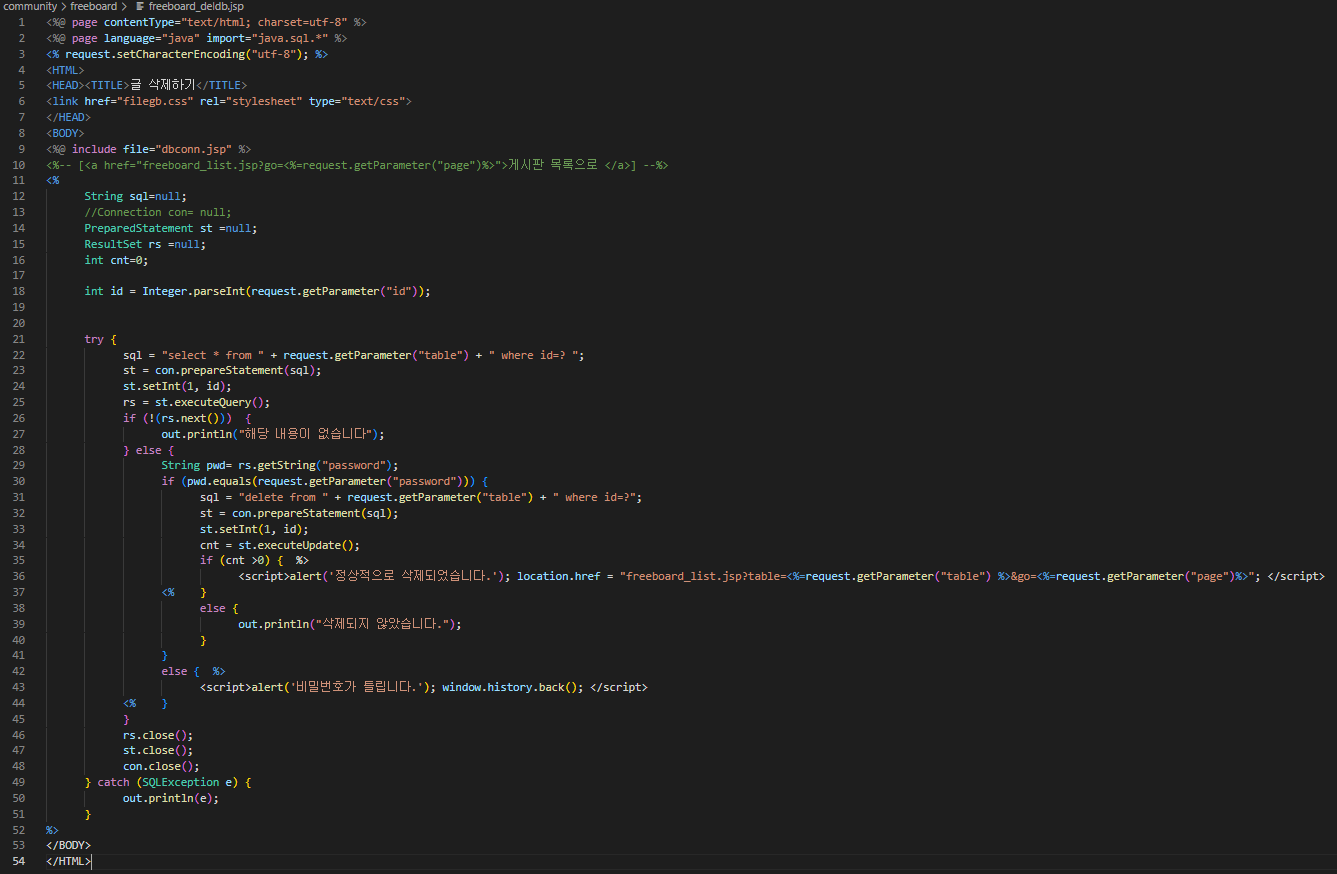 community > freeboard > freeboard_deldb.jsp
1 <%@ page contentType="text/html; charset=utf-8" %>
2 <%@ page language="java" import="java.sql.*" %>
3 <% request.setCharacterEncoding("utf-8"); %>
4 <HTML>
5 <HEAD><TITLE>글 삭제하기</TITLE>
6 <link href="filegb.css" rel="stylesheet" type="text/css">
7 </HEAD>
8 <BODY>
9 <%@ include file="dbconn.jsp" %>
10 <%-- [<a href="freeboard_list.jsp?go=<%=request.getParameter("page")%>">게시판 목록으로 </a>] --%>
11 <%
12 String sql=null;
13 //Connection con= null;
14 PreparedStatement st =null;
15 ResultSet rs =null;
16 int cnt=0;
17
18 int id = Integer.parseInt(request.getParameter("id"));
19
20
21 try {
22 sql = "select * from " + request.getParameter("table") + " where id=? ";
23 st = con.prepareStatement(sql);
24 st.setInt(1, id);
25 rs = st.executeQuery();
26 if (!(rs.next()))  {
27 out.println("해당 내용이 없습니다");
28 } else {
29 String pwd= rs.getString("password");
30 if (pwd.equals(request.getParameter("password"))) {
31 sql = "delete from " + request.getParameter("table") + " where id=?";
32 st = con.prepareStatement(sql);
33 st.setInt(1, id);
34 cnt = st.executeUpdate();
35 if (cnt >0) {  %>
36 <script>alert('정상적으로 삭제되었습니다.'); location.href = "freeboard_list.jsp?table=<%=request.getParameter("table") %>&go=<%=request.getParameter("page")%>"; </script>
37 <%    }
38 else {
39 out.println("삭제되지 않았습니다.");
40 }
41 }
42 else {  %>
43 <script>alert('비밀번호가 틀립니다.'); window.history.back(); </script>
44 <%    }
45 }
46 rs.close();
47 st.close();
48 con.close();
49 } catch (SQLException e) {
50 out.println(e);
51 }
52 %>
53 </BODY>
54 </HTML>